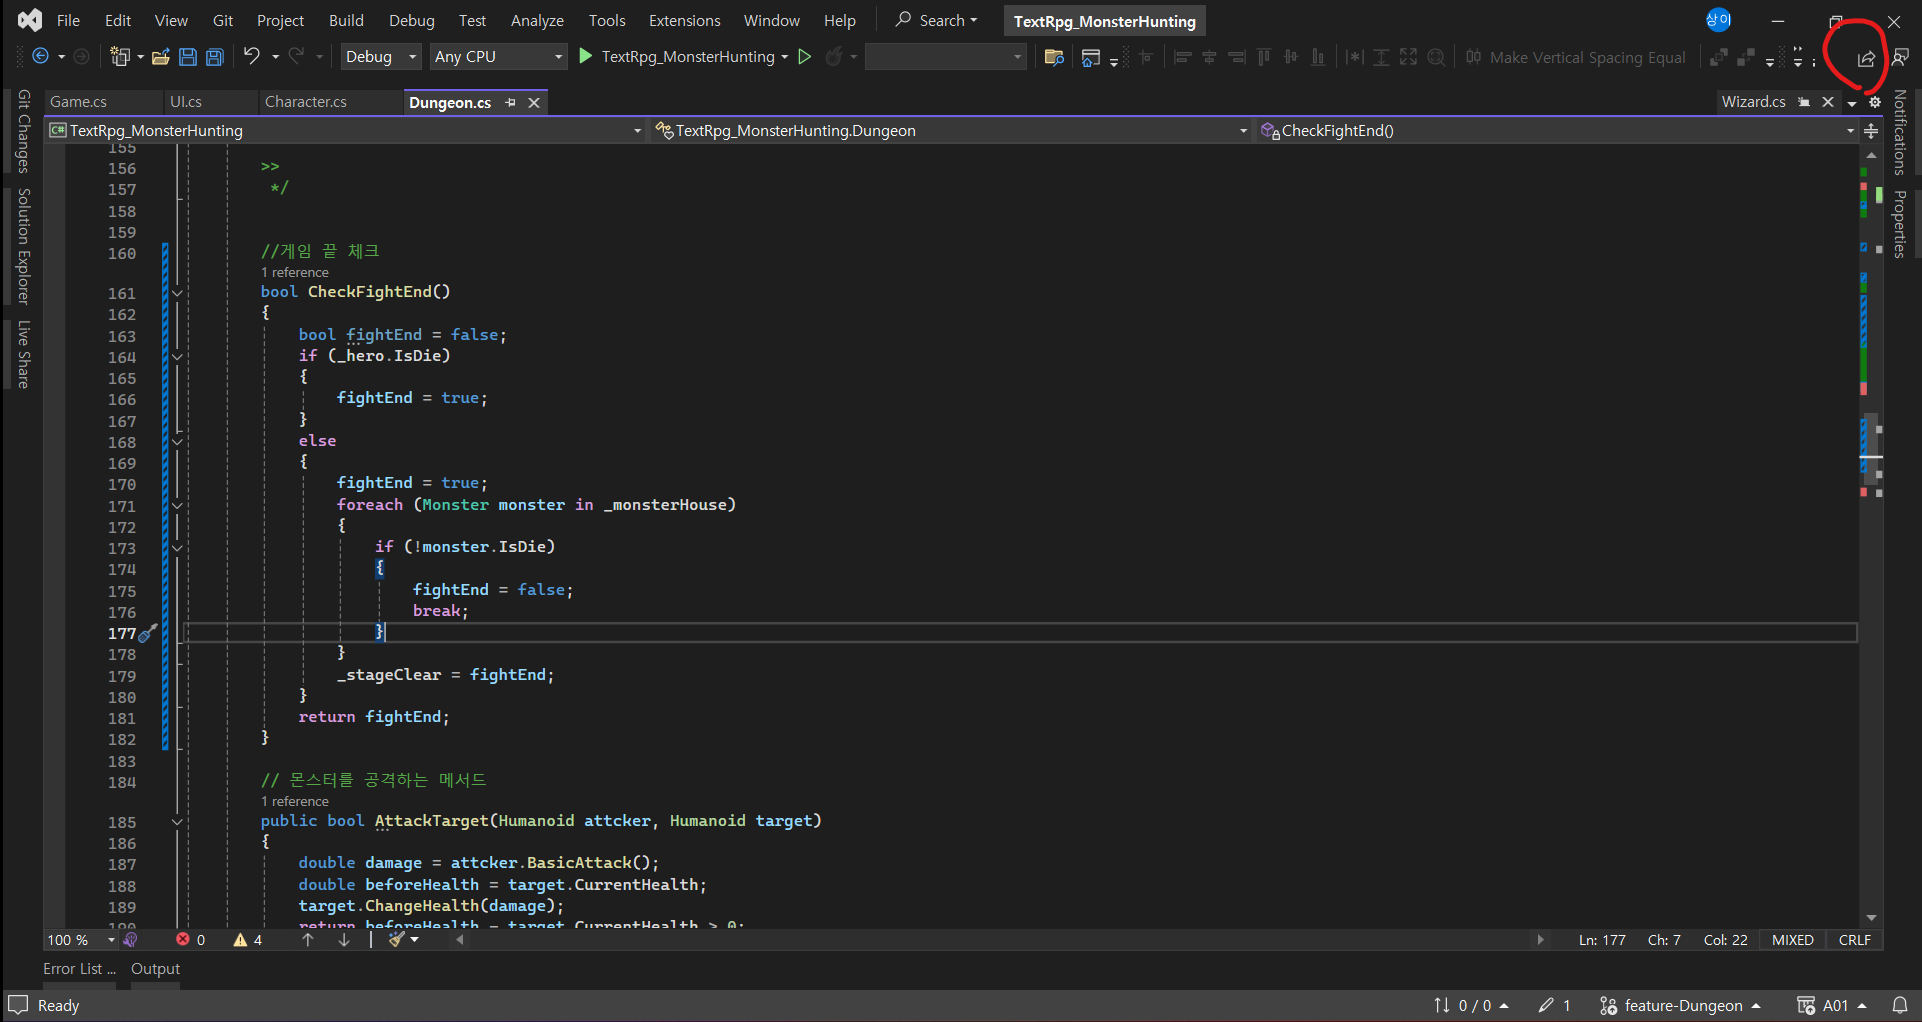 File Edit View Git Project Build Debug Test Analyze Tools Extensions Window Help Search TextRpg_MonsterHunting 상이
Debug Any CPU TextRpg_MonsterHunting Make Vertical Spacing Equal
Game.cs UI.cs Character.cs Dungeon.cs Wizard.cs
C# TextRpg_MonsterHunting TextRpg_MonsterHunting.Dungeon CheckFightEnd()
Git Changes
Solution Explorer
Live Share
Notifications
Properties
155
156 >>
157 */
158
159
160 //게임 끝 체크
1 reference
161 bool CheckFightEnd()
162 {
163 bool fightEnd = false;
164 if (_hero.IsDie)
165 {
166 fightEnd = true;
167 }
168 else
169 {
170 fightEnd = true;
171 foreach (Monster monster in _monsterHouse)
172 {
173 if (!monster.IsDie)
174 {
175 fightEnd = false;
176 break;
177 }
178 }
179 _stageClear = fightEnd;
180 }
181 return fightEnd;
182 }
183
184 // 몬스터를 공격하는 메서드
1 reference
185 public bool AttackTarget(Humanoid attcker, Humanoid target)
186 {
187 double damage = attcker.BasicAttack();
188 double beforeHealth = target.CurrentHealth;
189 target.ChangeHealth(damage);
190 return beforeHealth = target.CurrentHealth > 0;
100 % 0 4 Ln: 177 Ch: 7 Col: 22 MIXED CRLF
Error List ... Output
Ready 0 / 0 1 feature-Dungeon A01